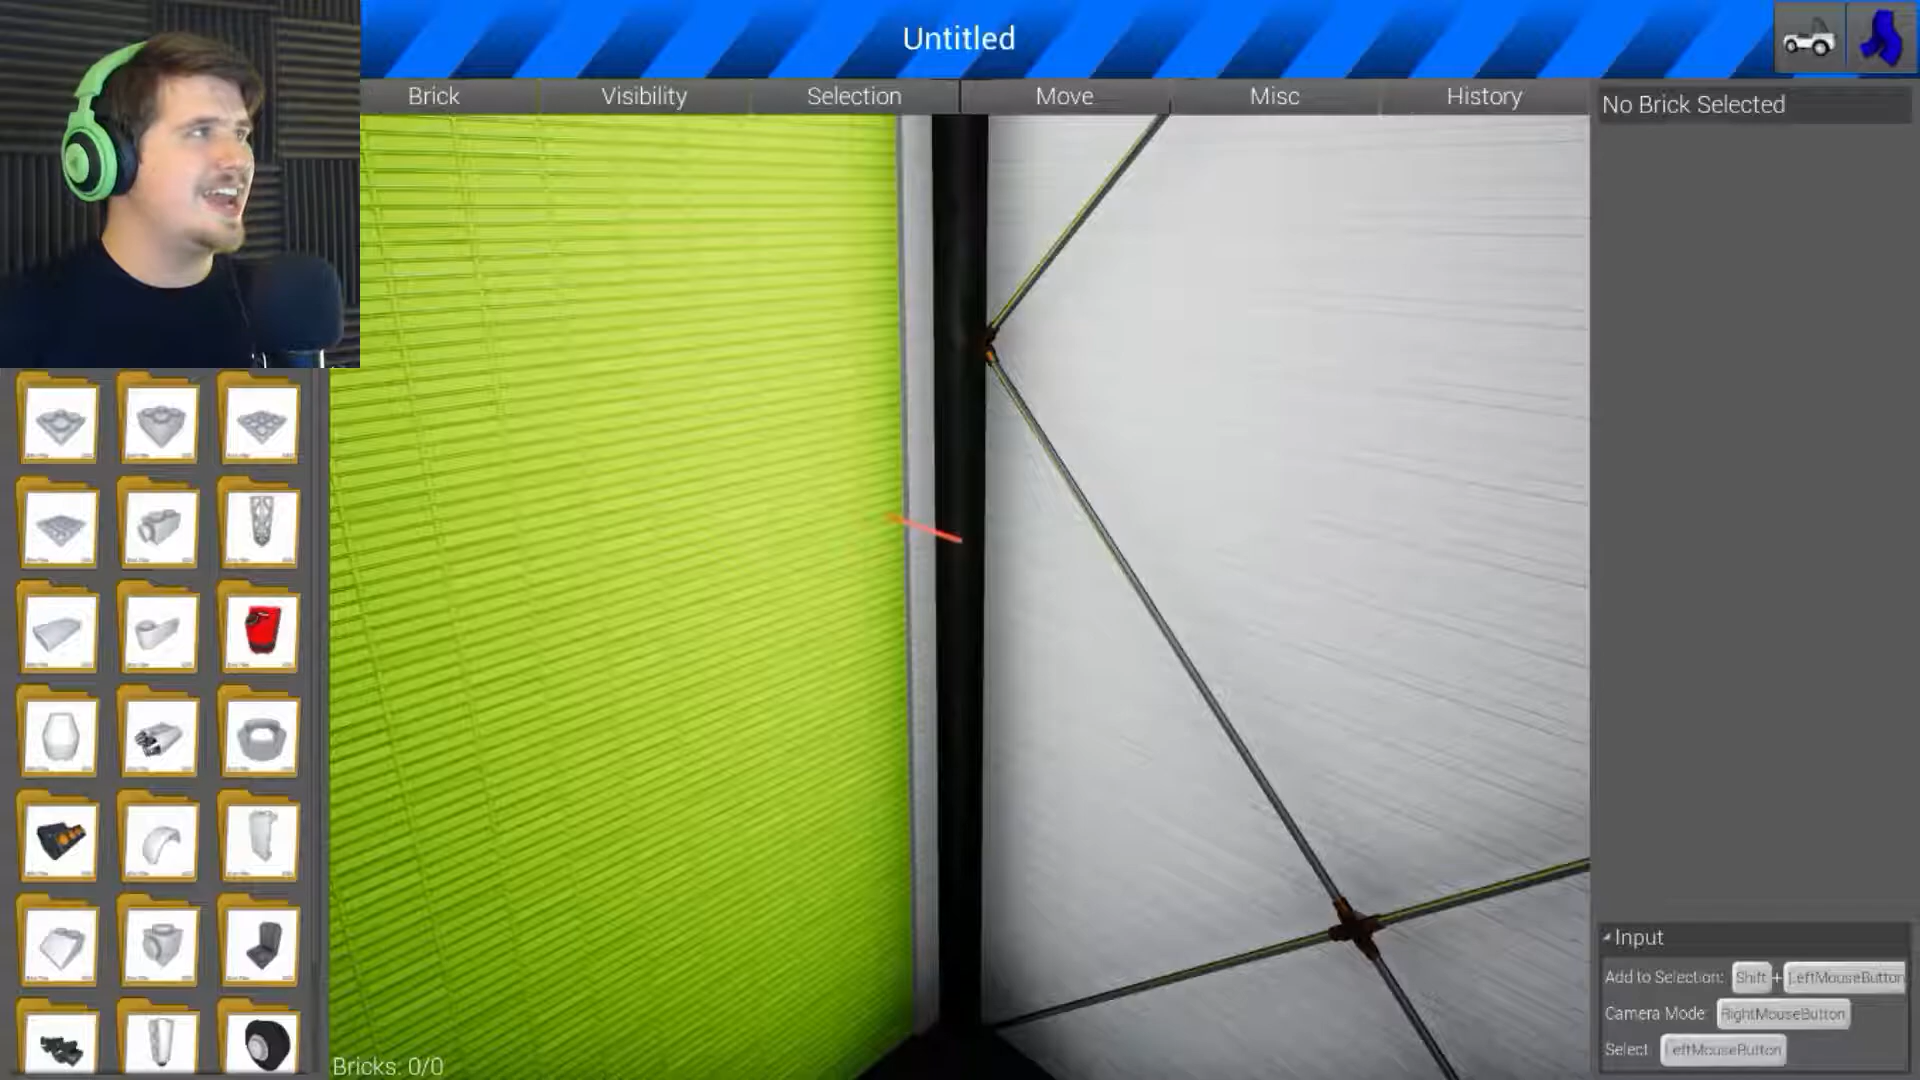 Untitled
Brick Visibility Selection Move Misc History
No Brick Selected
Input
Add to Selection: Shift + LeftMouseButton
Camera Mode: RightMouseButton
Select: LeftMouseButton
Bricks: 0/0